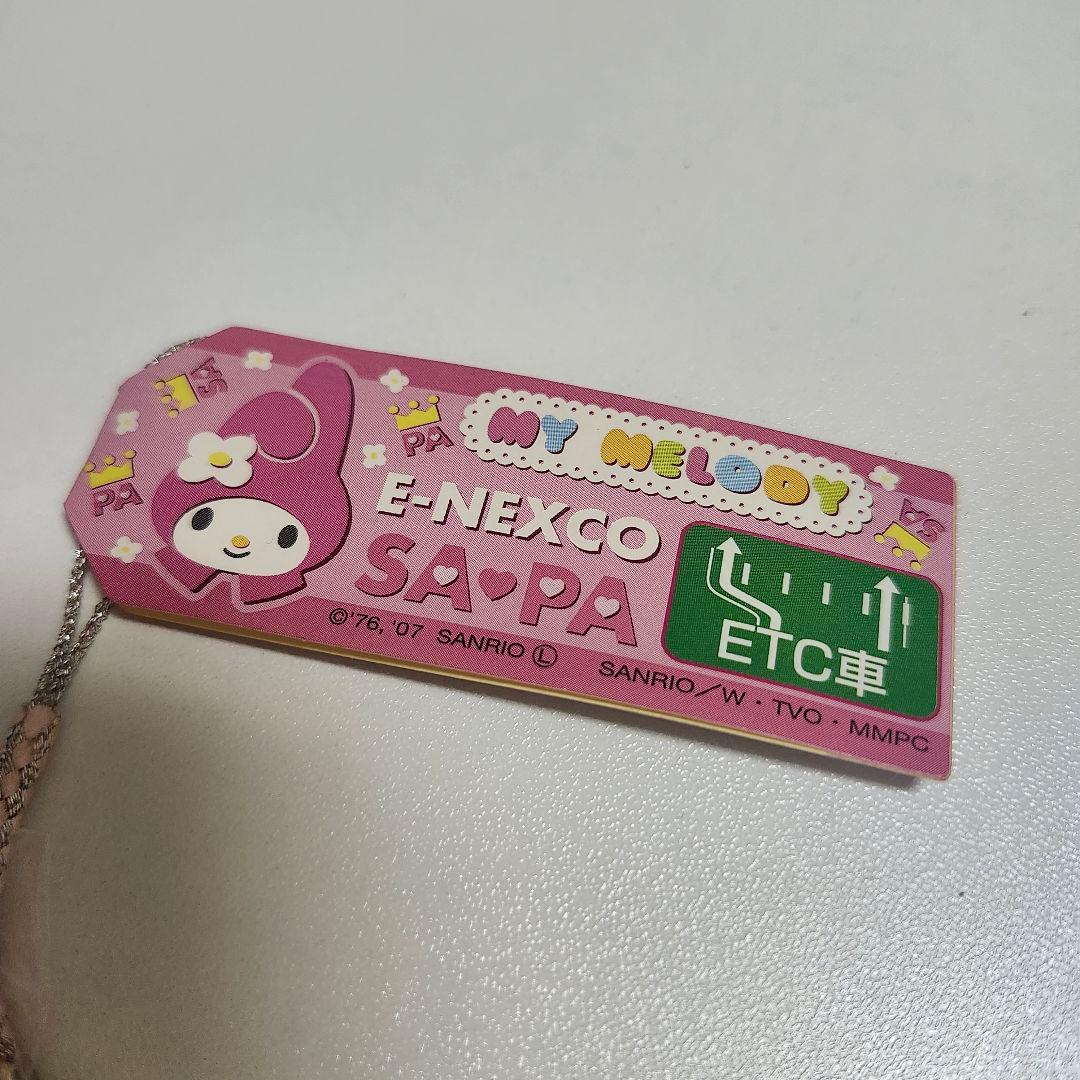 SA
PA
PA
MY MELODY
E-NEXCO
SA♥PA
SA
ETC車
©'76, '07 SANRIO Ⓛ
SANRIO／W・TVO・MMPC